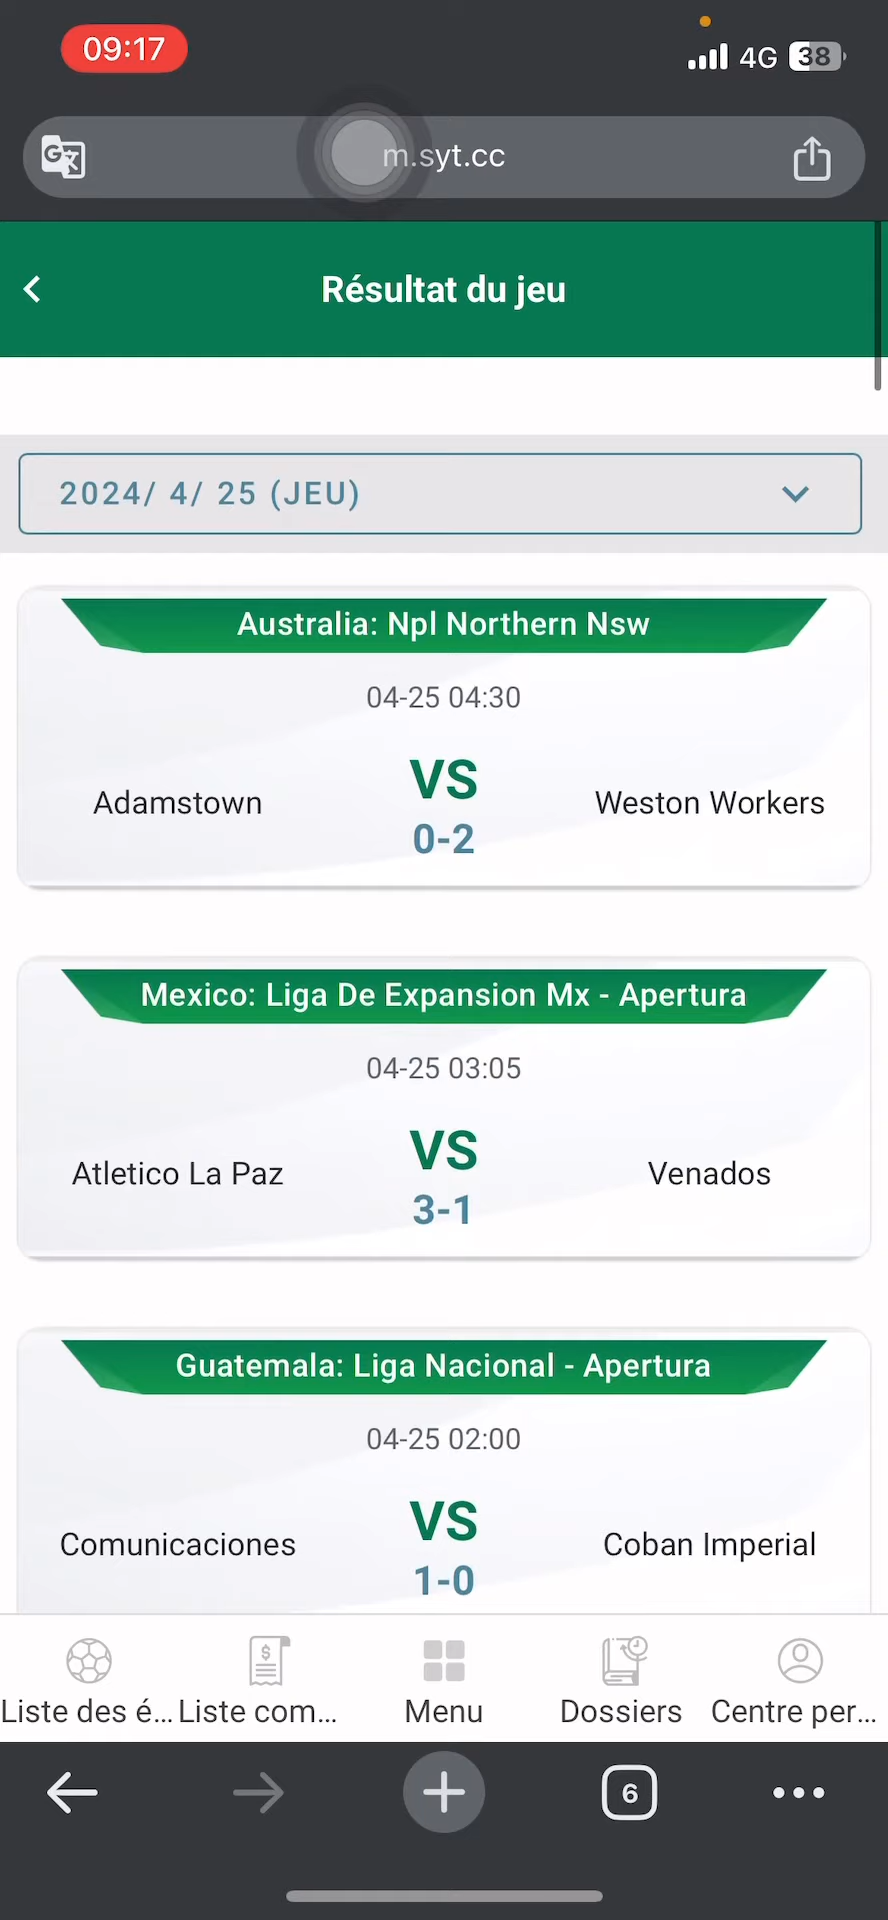 09:17
4G
38
m.syt.cc
Résultat du jeu
2024/ 4/ 25 (JEU)
Australia: Npl Northern Nsw
04-25 04:30
VS
Adamstown
Weston Workers
0-2
Mexico: Liga De Expansion Mx - Apertura
04-25 03:05
VS
Atletico La Paz
Venados
3-1
Guatemala: Liga Nacional - Apertura
04-25 02:00
VS
Comunicaciones
Coban Imperial
1-0
Liste des é... Liste com... Menu Dossiers Centre per...
6